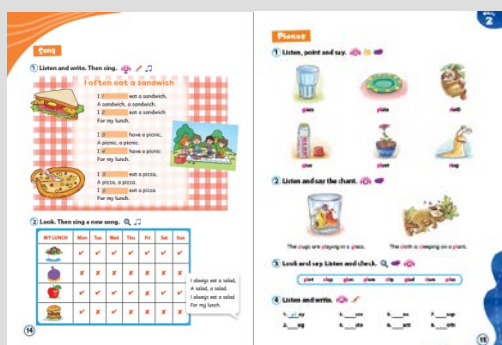 Song
1 Listen and write. Then sing.
I often eat a sandwich
I eat a sandwich,
A sandwich, a sandwich.
I eat a sandwich
For my lunch.
I have a picnic,
A picnic, a picnic.
I have a picnic
For my lunch.
I eat a pizza,
A pizza, a pizza.
I eat a pizza
For my lunch.
2 Look. Then sing a new song.
MY LUNCH Mon Tue Wed Thu Fri Sat Sun
I always eat a salad,
A salad, a salad.
I always eat a salad
For my lunch.
14
2
Phonics
1 Listen, point and say.
glass plate sloth
glue plant slug
2 Listen and say the chant.
The slugs are playing in a glass. The sloth is sleeping on a plant.
3 Look and say. Listen and check.
4 Listen and write.
15